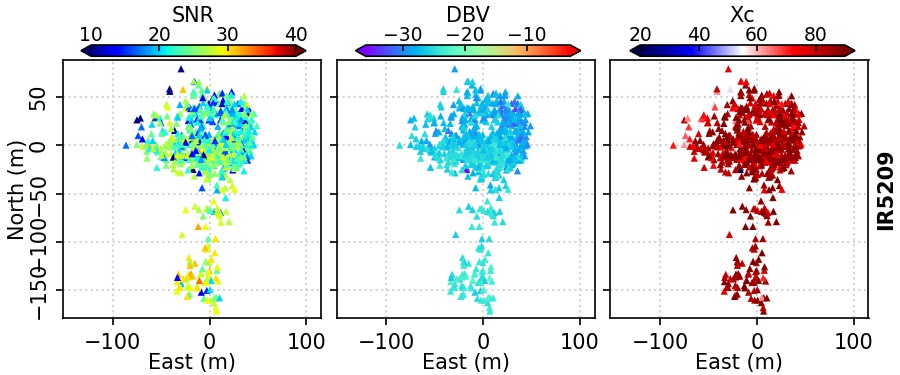 SNR DBV Xc
10 20 30 40 −30 −20 −10 20 40 60 80
North (m)
50
0
−50
−100
−150
IR5209
−100 0 100 −100 0 100 −100 0 100
East (m) East (m) East (m)